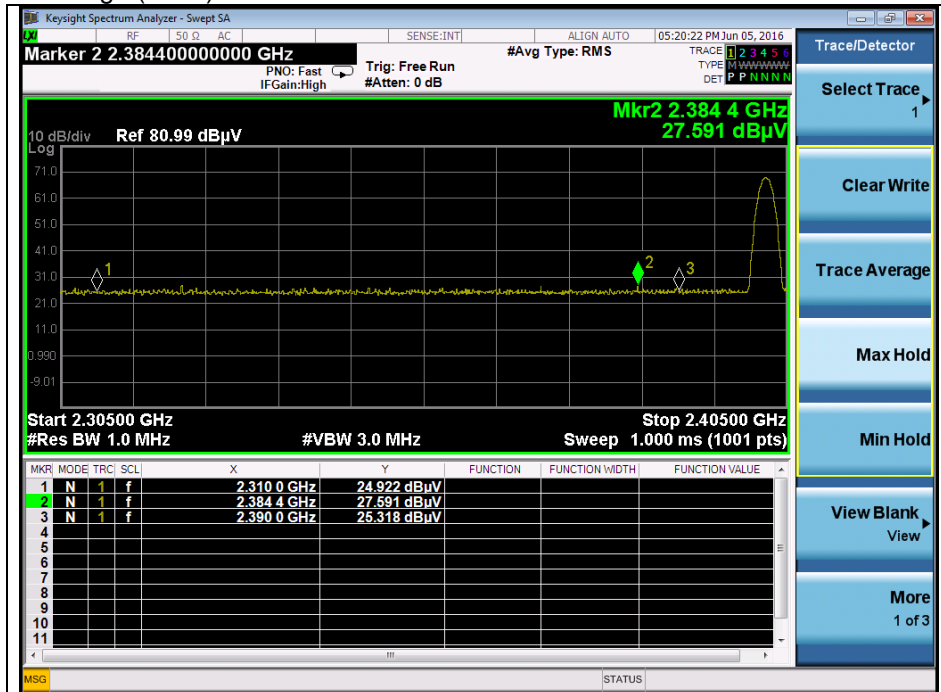 Keysight Spectrum Analyzer - Swept SA
LXI RF 50 Ω AC SENSE:INT ALIGN AUTO 05:20:22 PM Jun 05, 2016
Marker 2 2.384400000000 GHz
PNO: Fast
IFGain:High
Trig: Free Run
#Atten: 0 dB
#Avg Type: RMS
TRACE 1 2 3 4 5 6
TYPE M WWWWW
DET P P N N N N
Mkr2 2.384 4 GHz
27.591 dBµV
10 dB/div Ref 80.99 dBµV
Log
71.0
61.0
51.0
41.0
31.0
21.0
11.0
0.990
-9.01
1
2
3
Start 2.30500 GHz Stop 2.40500 GHz
#Res BW 1.0 MHz #VBW 3.0 MHz Sweep 1.000 ms (1001 pts)
MKR MODE TRC SCL X Y FUNCTION FUNCTION WIDTH FUNCTION VALUE
1 N 1 f 2.310 0 GHz 24.922 dBµV
2 N 1 f 2.384 4 GHz 27.591 dBµV
3 N 1 f 2.390 0 GHz 25.318 dBµV
4
5
6
7
8
9
10
11
MSG STATUS
Trace/Detector
Select Trace
1
Clear Write
Trace Average
Max Hold
Min Hold
View Blank
View
More
1 of 3